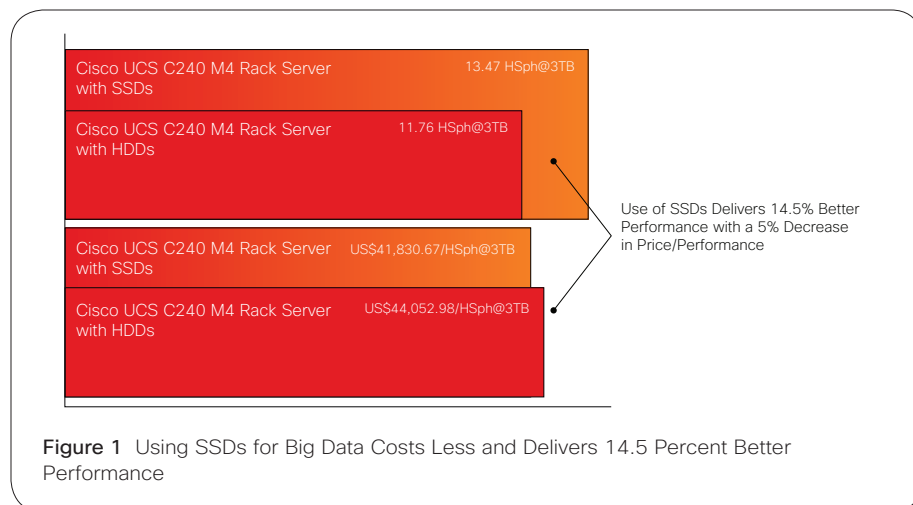 Cisco UCS C240 M4 Rack Server
with SSDs
13.47 HSph@3TB
Cisco UCS C240 M4 Rack Server
with HDDs
11.76 HSph@3TB
Use of SSDs Delivers 14.5% Better
Performance with a 5% Decrease
in Price/Performance
Cisco UCS C240 M4 Rack Server
with SSDs
US$41,830.67/HSph@3TB
Cisco UCS C240 M4 Rack Server
with HDDs
US$44,052.98/HSph@3TB
Figure 1 Using SSDs for Big Data Costs Less and Delivers 14.5 Percent Better
Performance